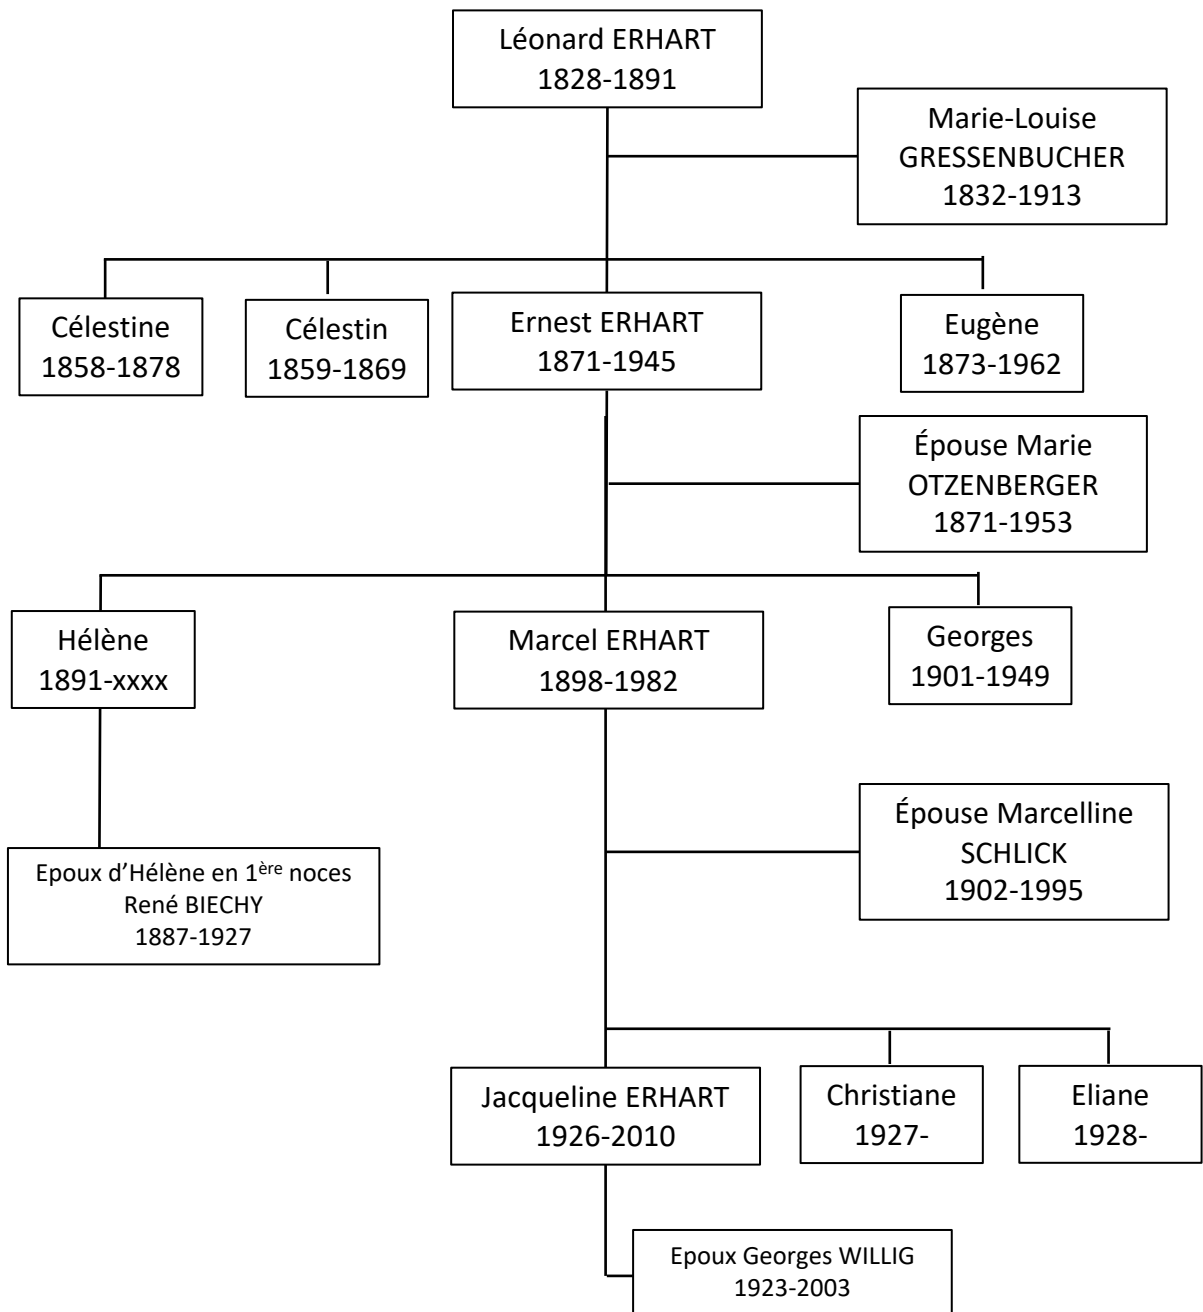 Léonard ERHART
1828-1891
Marie-Louise
GRESSENBUCHER
1832-1913
Célestine
1858-1878
Célestin
1859-1869
Ernest ERHART
1871-1945
Eugène
1873-1962
Épouse Marie
OTZENBERGER
1871-1953
Hélène
1891-xxxx
Marcel ERHART
1898-1982
Georges
1901-1949
Épouse Marcelline
SCHLICK
1902-1995
Epoux d’Hélène en 1ère noces
René BIECHY
1887-1927
Jacqueline ERHART
1926-2010
Christiane
1927-
Eliane
1928-
Epoux Georges WILLIG
1923-2003